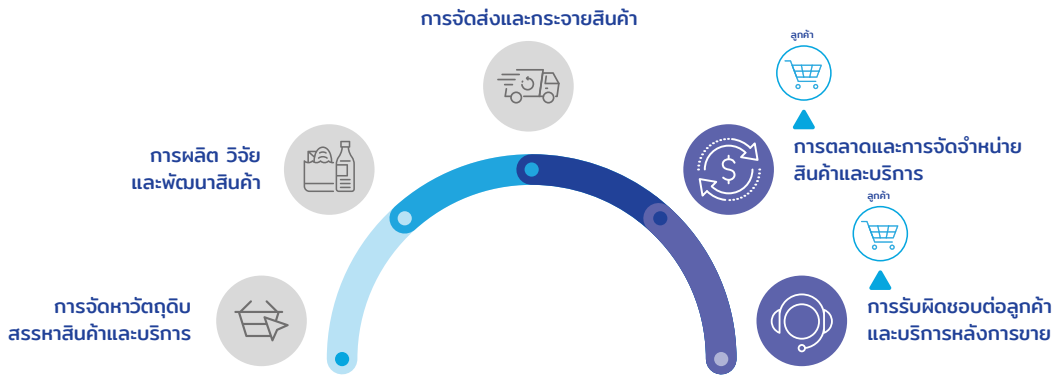 การจัดส่งและกระจายสินค้า
ลูกค้า
การผลิต วิจัย
และพัฒนาสินค้า
การตลาดและการจัดจำหน่าย
สินค้าและบริการ
ลูกค้า
การจัดหาวัตถุดิบ
สรรหาสินค้าและบริการ
การรับผิดชอบต่อลูกค้า
และบริการหลังการขาย